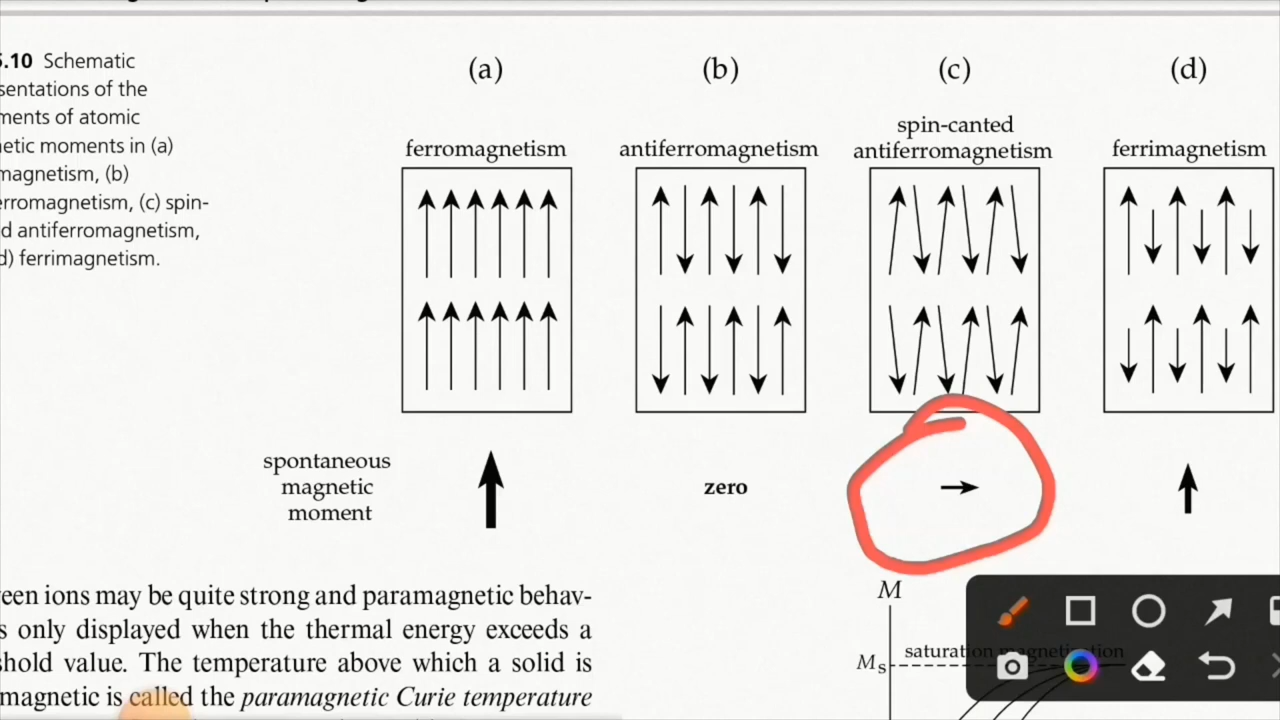 5.10 Schematic
sentations of the
ments of atomic
etic moments in (a)
magnetism, (b)
erromagnetism, (c) spin-
d antiferromagnetism,
d) ferrimagnetism.
(a) (b) (c) (d)
ferromagnetism antiferromagnetism spin-canted antiferromagnetism ferrimagnetism
spontaneous
magnetic
moment
zero
een ions may be quite strong and paramagnetic behav-
s only displayed when the thermal energy exceeds a
shold value. The temperature above which a solid is
magnetic is called the paramagnetic Curie temperature
M
saturation magnetization
Ms